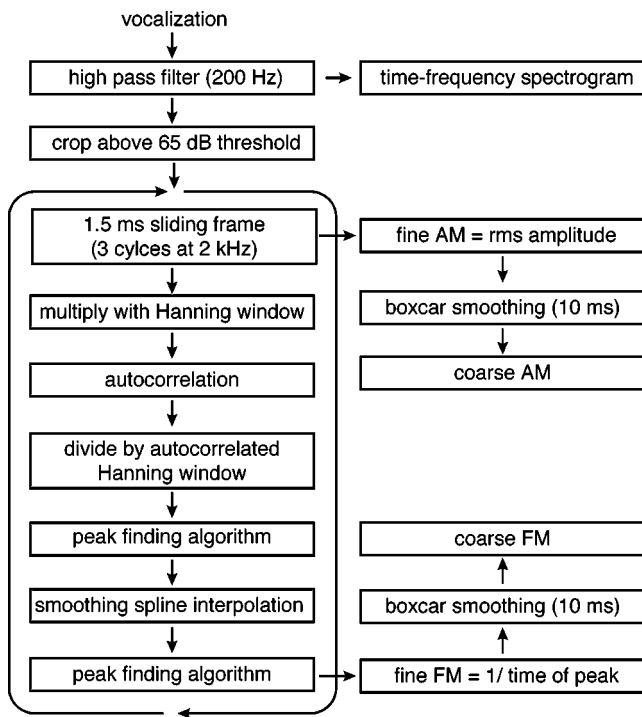 vocalization
high pass filter (200 Hz)
time-frequency spectrogram
crop above 65 dB threshold
1.5 ms sliding frame
(3 cylces at 2 kHz)
fine AM = rms amplitude
multiply with Hanning window
boxcar smoothing (10 ms)
autocorrelation
coarse AM
divide by autocorrelated
Hanning window
peak finding algorithm
coarse FM
smoothing spline interpolation
boxcar smoothing (10 ms)
peak finding algorithm
fine FM = 1/ time of peak